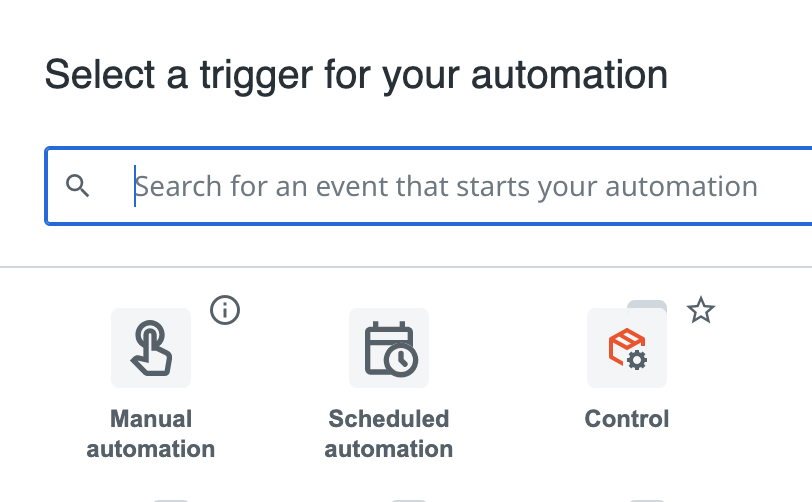 Select a trigger for your automation
Search for an event that starts your automation
Manual
automation
Scheduled
automation
Control